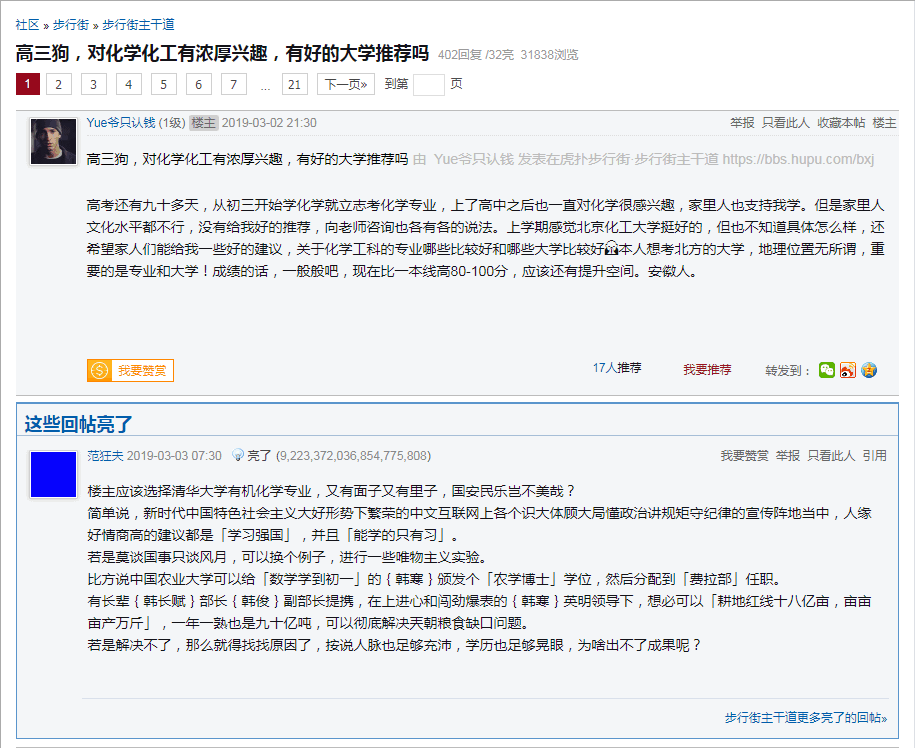 社区 » 步行街 » 步行街主干道
高三狗，对化学化工有浓厚兴趣，有好的大学推荐吗 402回复 /32亮 31838浏览
1 2 3 4 5 6 7 ... 21 下一页» 到第 页
Yue爷只认钱 (1级) 楼主 2019-03-02 21:30 举报 只看此人 收藏本帖 楼主
高三狗，对化学化工有浓厚兴趣，有好的大学推荐吗 由 Yue爷只认钱 发表在虎扑步行街·步行街主干道 https://bbs.hupu.com/bxj
高考还有九十多天，从初三开始学化学就立志考化学专业，上了高中之后也一直对化学很感兴趣，家里人也支持我学。但是家里人
文化水平都不行，没有给我好的推荐，向老师咨询也各有各的说法。上学期感觉北京化工大学挺好的，但也不知道具体怎么样，还
希望家人们能给我一些好的建议，关于化学工科的专业哪些比较好和哪些大学比较好本人想考北方的大学，地理位置无所谓，重
要的是专业和大学！成绩的话，一般般吧，现在比一本线高80-100分，应该还有提升空间。安徽人。
我要赞赏 17人推荐 我要推荐 转发到：
这些回帖亮了
范狂夫 2019-03-03 07:30 亮了 (9,223,372,036,854,775,808) 我要赞赏 举报 只看此人 引用
楼主应该选择清华大学有机化学专业，又有面子又有里子，国安民乐岂不美哉？
简单说，新时代中国特色社会主义大好形势下繁荣的中文互联网上各个识大体顾大局懂政治讲规矩守纪律的宣传阵地当中，人缘
好情商高的建议都是「学习强国」，并且「能学的只有习」。
若是莫谈国事只谈风月，可以换个例子，进行一些唯物主义实验。
比方说中国农业大学可以给「数学学到初一」的｛韩寒｝颁发个「农学博士」学位，然后分配到「费拉部」任职。
有长辈｛韩长赋｝部长｛韩俊｝副部长提携，在上进心和闯劲爆表的｛韩寒｝英明领导下，想必可以「耕地红线十八亿亩，亩亩
亩产万斤」，一年一熟也是九十亿吨，可以彻底解决天朝粮食缺口问题。
若是解决不了，那么就得找找原因了，按说人脉也足够充沛，学历也足够晃眼，为啥出不了成果呢？
步行街主干道更多亮了的回帖»